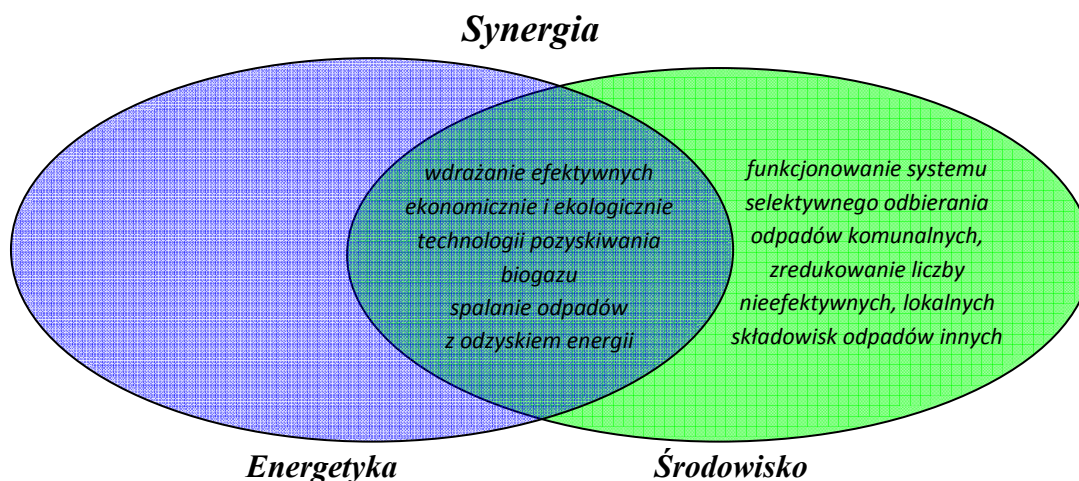 Synergia
wdrażanie efektywnych
ekonomicznie i ekologicznie
technologii pozyskiwania
biogazu
spalanie odpadów
z odzyskiem energii
funkcjonowanie systemu
selektywnego odbierania
odpadów komunalnych,
zredukowanie liczby
nieefektywnych, lokalnych
składowisk odpadów innych
Energetyka
Środowisko